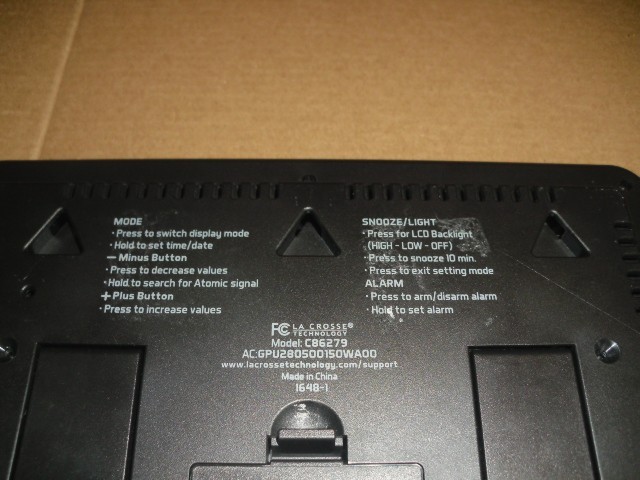 MODE
• Press to switch display mode
• Hold to set time/date
— Minus Button
• Press to decrease values
• Hold to search for Atomic signal
+ Plus Button
• Press to increase values
SNOOZE/LIGHT
• Press for LCD Backlight
(HIGH - LOW - OFF)
• Press to snooze 10 min.
• Press to exit setting mode
ALARM
• Press to arm/disarm alarm
• Hold to set alarm
FC LA CROSSE®
TECHNOLOGY
Model: C86279
AC:GPU280500150WA00
www.lacrossetechnology.com/support
Made in China
1648-1